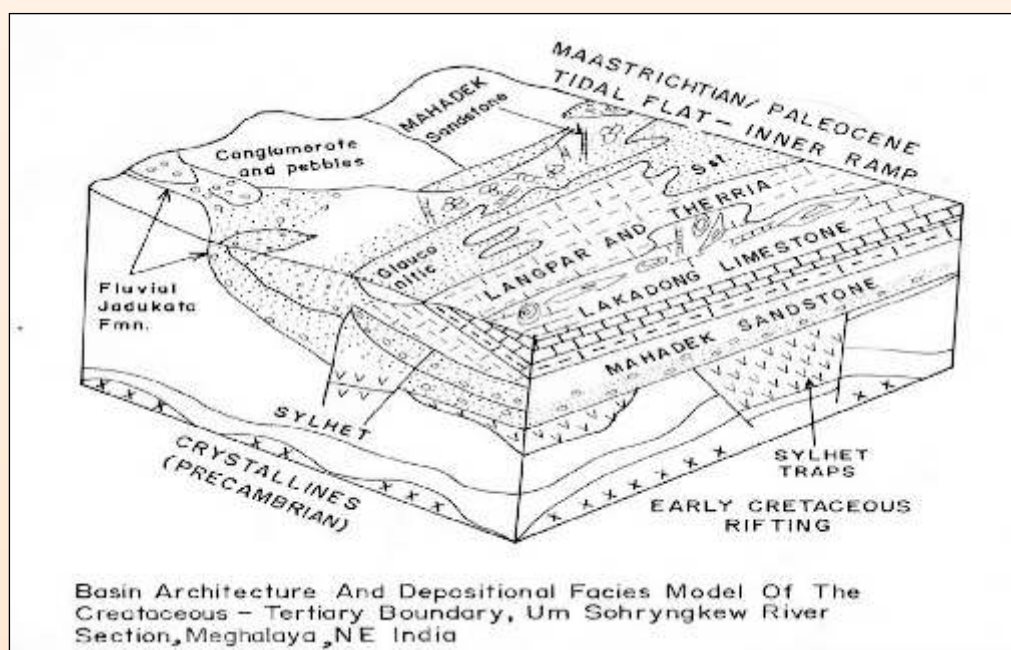 MAASTRICHTIAN/ PALEOCENE
TIDAL FLAT- INNER RAMP
MAHADEK
Sandstone
Conglomerate
and pebbles
Sst
Glauco
nitic
LANGPAR AND THERRIA
LAKADONG LIMESTONE
MAHADEK SANDSTONE
Fluvial
Jadukata
Fmn.
SYLHET
SYLHET
TRAPS
CRYSTALLINES
(PRECAMBRIAN)
EARLY CRETACEOUS
RIFTING
Basin Architecture And Depositional Facies Model Of The
Creataceous - Tertiary Boundary, Um Sohryngkew River
Section, Meghalaya, NE India